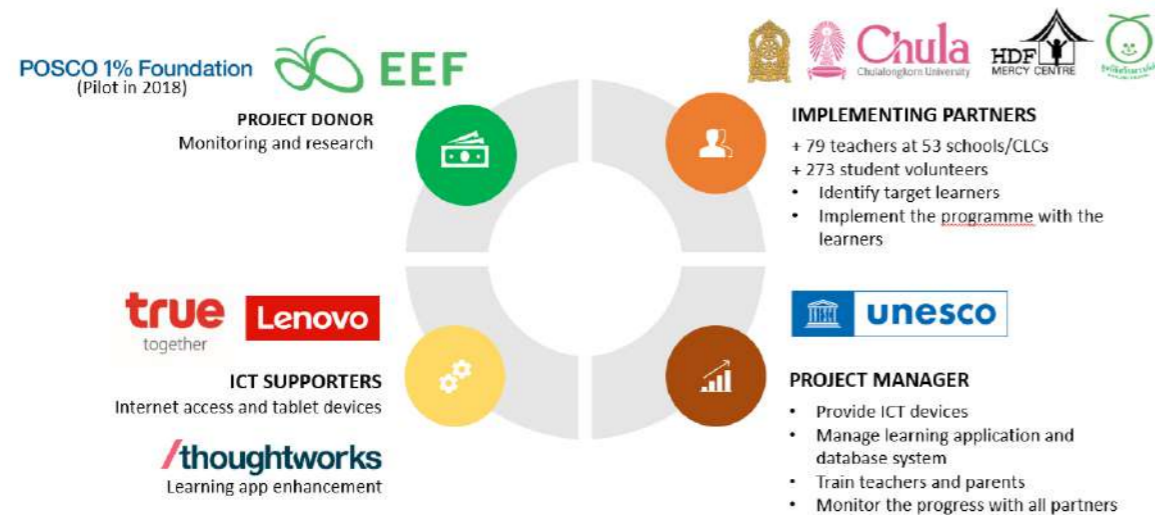 POSCO 1% Foundation
(Pilot in 2018)
EEF
PROJECT DONOR
Monitoring and research
Chula
Chulalongkorn University
HDF
MERCY CENTRE
IMPLEMENTING PARTNERS
+ 79 teachers at 53 schools/CLCs
+ 273 student volunteers
• Identify target learners
• Implement the programme with the
learners
true
together
Lenovo
ICT SUPPORTERS
Internet access and tablet devices
/thoughtworks
Learning app enhancement
unesco
PROJECT MANAGER
• Provide ICT devices
• Manage learning application and
database system
• Train teachers and parents
• Monitor the progress with all partners